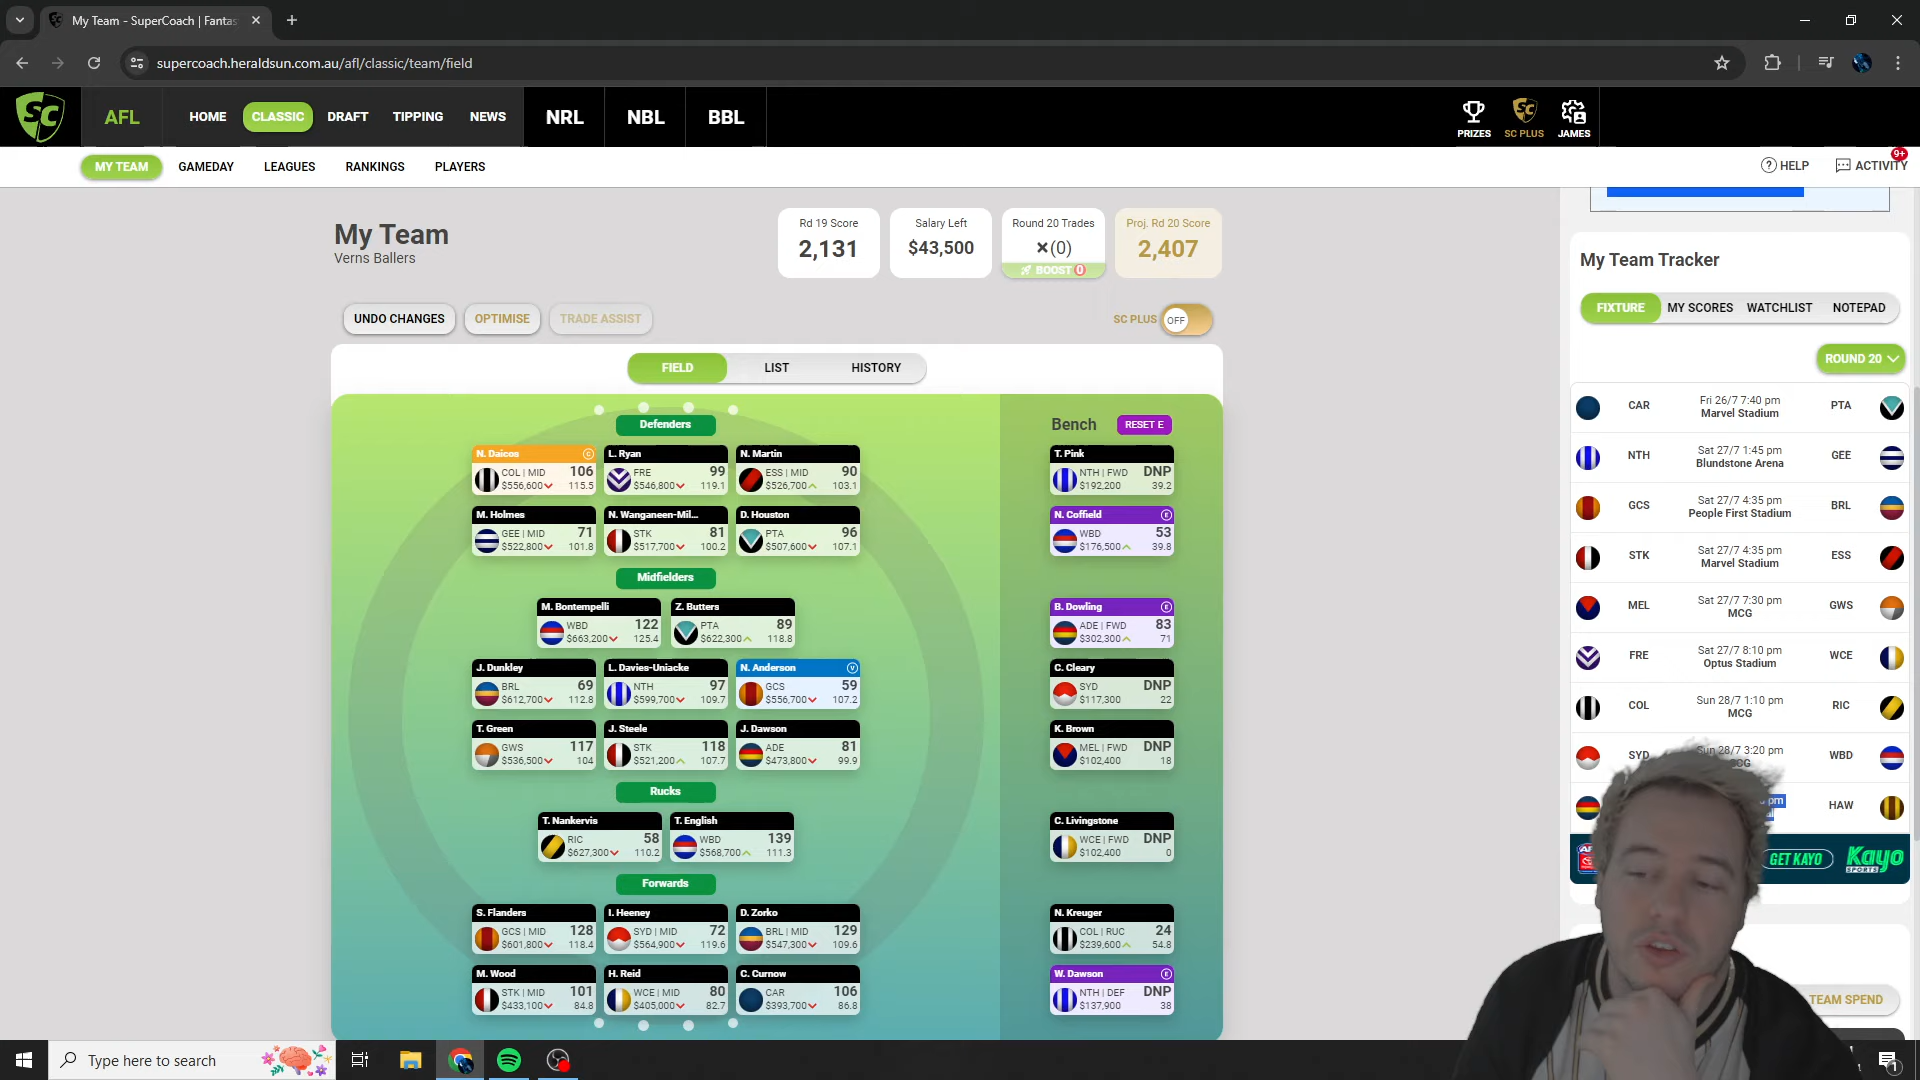 My Team - SuperCoach | Fantas
supercoach.heraldsun.com.au/afl/classic/team/field
SC
AFL
HOME
CLASSIC
DRAFT
TIPPING
NEWS
NRL
NBL
BBL
PRIZES
SC PLUS
JAMES
MY TEAM
GAMEDAY
LEAGUES
RANKINGS
PLAYERS
HELP
ACTIVITY
9+
My Team
Verns Ballers
Rd 19 Score
2,131
Salary Left
$43,500
Round 20 Trades
×(0)
BOOST 0
Proj. Rd 20 Score
2,407
UNDO CHANGES
OPTIMISE
TRADE ASSIST
SC PLUS OFF
FIELD
LIST
HISTORY
Defenders
Bench
RESET E
N. Daicos C
COL | MID 106
$556,600 115.5
L. Ryan
FRE 99
$546,800 119.1
N. Martin
ESS | MID 90
$526,700 103.1
T. Pink
NTH | FWD DNP
$192,200 39.2
M. Holmes
GEE | MID 71
$522,800 101.8
N. Wanganeen-Mil...
STK 81
$517,700 100.2
D. Houston
PTA 96
$507,600 107.1
N. Coffield E
WBD 53
$176,500 39.8
Midfielders
M. Bontempelli
WBD 122
$663,200 125.4
Z. Butters
PTA 89
$622,300 118.8
B. Dowling E
ADE | FWD 83
$302,300 71
J. Dunkley
BRL 69
$612,700 112.8
L. Davies-Uniacke
NTH 97
$599,700 109.7
N. Anderson V
GCS 59
$556,700 107.2
C. Cleary
SYD DNP
$117,300 22
T. Green
GWS 117
$536,500 104
J. Steele
STK 118
$521,200 107.7
J. Dawson
ADE 81
$473,800 99.9
K. Brown
MEL | FWD DNP
$102,400 18
Rucks
T. Nankervis
RIC 58
$627,300 110.2
T. English
WBD 139
$568,700 111.3
C. Livingstone
WCE | FWD DNP
$102,400 0
Forwards
S. Flanders
GCS | MID 128
$601,800 118.4
I. Heeney
SYD | MID 72
$564,900 119.6
D. Zorko
BRL | MID 129
$547,300 109.6
N. Kreuger
COL | RUC 24
$239,600 54.8
M. Wood
STK | MID 101
$433,100 84.8
H. Reid
WCE | MID 80
$405,000 82.7
C. Curnow
CAR 106
$393,700 86.8
W. Dawson E
NTH | DEF DNP
$137,900 38
My Team Tracker
FIXTURE
MY SCORES
WATCHLIST
NOTEPAD
ROUND 20
CAR Fri 26/7 7:40 pm PTA
Marvel Stadium
NTH Sat 27/7 1:45 pm GEE
Blundstone Arena
GCS Sat 27/7 4:35 pm BRL
People First Stadium
STK Sat 27/7 4:35 pm ESS
Marvel Stadium
MEL Sat 27/7 7:30 pm GWS
MCG
FRE Sat 27/7 8:10 pm WCE
Optus Stadium
COL Sun 28/7 1:10 pm RIC
MCG
SYD Sun 28/7 3:20 pm WBD
pm HAW
GET KAYO
Kayo
SPORTS
TEAM SPEND
Type here to search
1